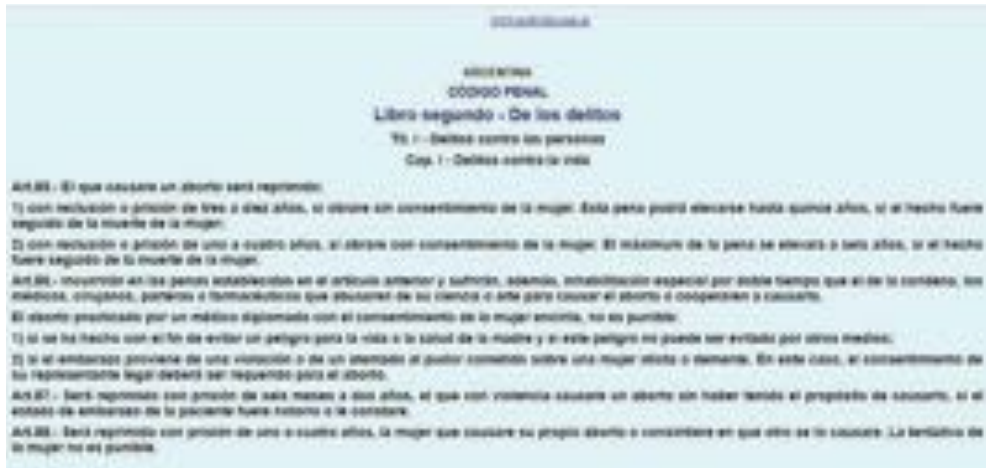 ARGENTINA
CÓDIGO PENAL
Libro segundo - De los delitos
Tít. I - Delitos contra las personas
Cap. I - Delitos contra la vida
Art.85.- El que causare un aborto será reprimido:
1) con reclusión o prisión de tres a diez años, si obrare sin consentimiento de la mujer. Esta pena podrá elevarse hasta quince años, si el hecho fuere
seguido de la muerte de la mujer;
2) con reclusión o prisión de uno a cuatro años, si obrare con consentimiento de la mujer. El máximum de la pena se elevará a seis años, si el hecho
fuere seguido de la muerte de la mujer.
Art.86.- Incurrirán en las penas establecidas en el artículo anterior y sufrirán, además, inhabilitación especial por doble tiempo que el de la condena, los
médicos, cirujanos, parteras o farmacéuticos que abusaren de su ciencia o arte para causar el aborto o cooperaren a causarlo.
El aborto practicado por un médico diplomado con el consentimiento de la mujer encinta, no es punible:
1) si se ha hecho con el fin de evitar un peligro para la vida o la salud de la madre y si este peligro no puede ser evitado por otros medios;
2) si el embarazo proviene de una violación o de un atentado al pudor cometido sobre una mujer idiota o demente. En este caso, el consentimiento de
su representante legal deberá ser requerido para el aborto.
Art.87.- Será reprimido con prisión de seis meses a dos años, el que con violencia causare un aborto sin haber tenido el propósito de causarlo, si el
estado de embarazo de la paciente fuere notorio o le constare.
Art.88.- Será reprimida con prisión de uno a cuatro años, la mujer que causare su propio aborto o consintiere en que otro se lo causare. La tentativa de
la mujer no es punible.